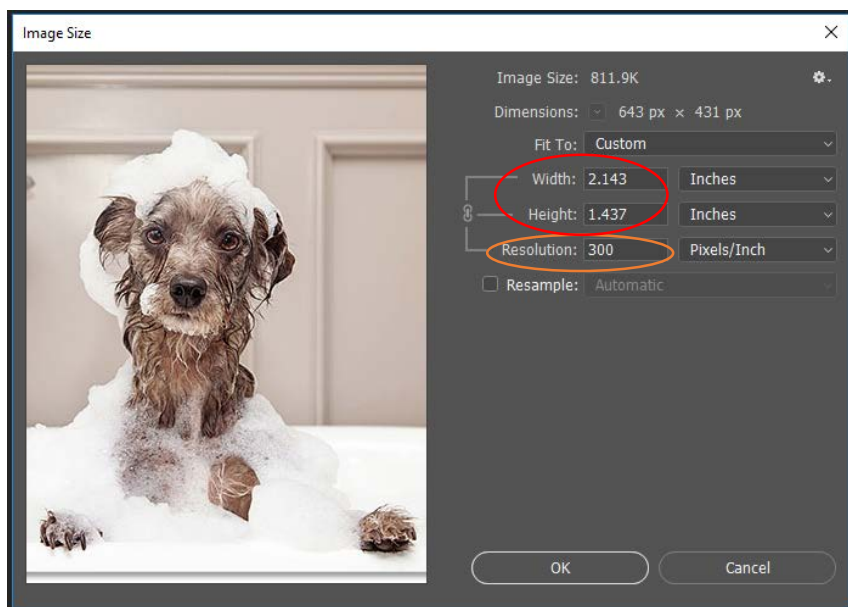 Image Size
Image Size: 811.9K
Dimensions: 643 px × 431 px
Fit To: Custom
Width: 2.143 Inches
Height: 1.437 Inches
Resolution: 300 Pixels/Inch
Resample: Automatic
OK Cancel